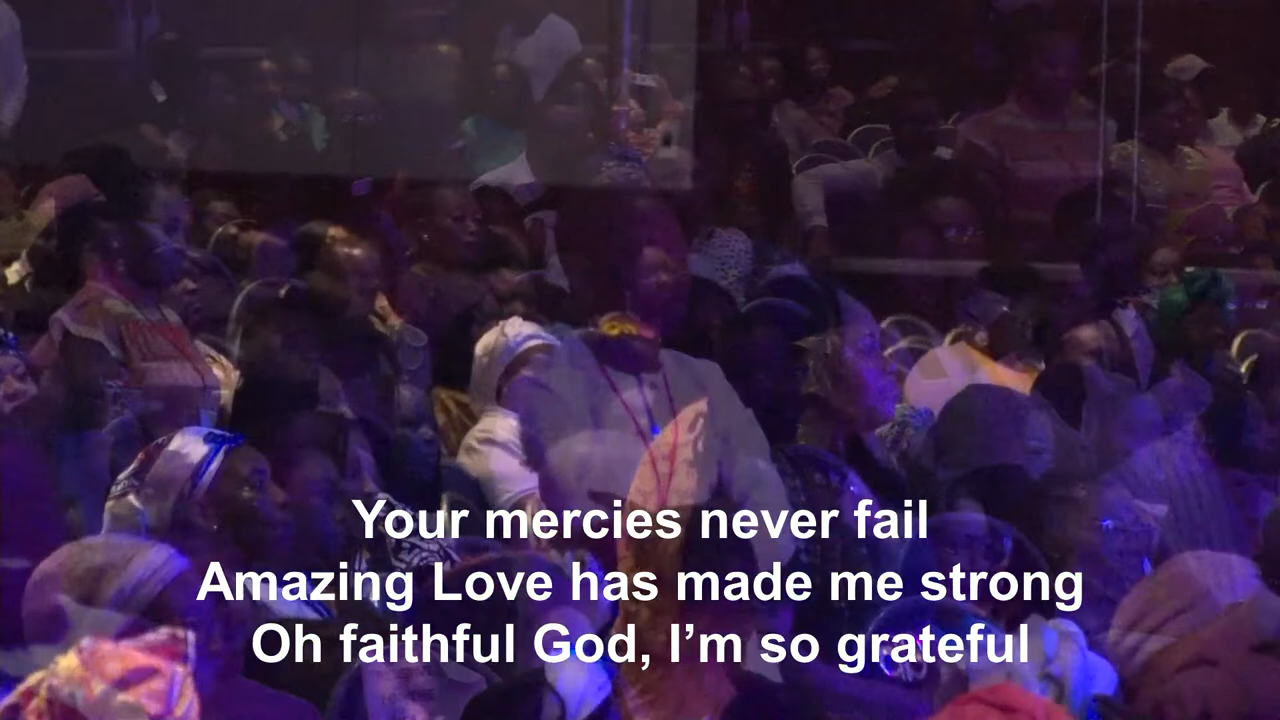 Your mercies never fail
Amazing Love has made me strong
Oh faithful God, I’m so grateful